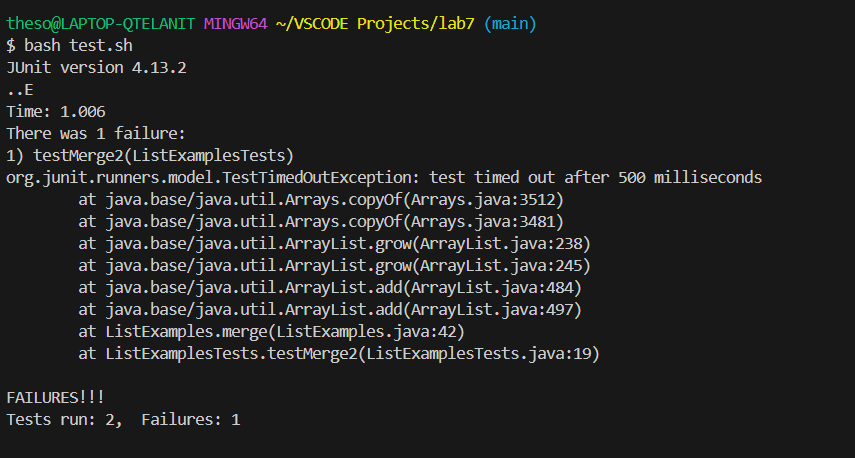 theso@LAPTOP-QTELANIT MINGW64 ~/VSCODE Projects/lab7 (main)
$ bash test.sh
JUnit version 4.13.2
..E
Time: 1.006
There was 1 failure:
1) testMerge2(ListExamplesTests)
org.junit.runners.model.TestTimedOutException: test timed out after 500 milliseconds
        at java.base/java.util.Arrays.copyOf(Arrays.java:3512)
        at java.base/java.util.Arrays.copyOf(Arrays.java:3481)
        at java.base/java.util.ArrayList.grow(ArrayList.java:238)
        at java.base/java.util.ArrayList.grow(ArrayList.java:245)
        at java.base/java.util.ArrayList.add(ArrayList.java:484)
        at java.base/java.util.ArrayList.add(ArrayList.java:497)
        at ListExamples.merge(ListExamples.java:42)
        at ListExamplesTests.testMerge2(ListExamplesTests.java:19)
FAILURES!!!
Tests run: 2,  Failures: 1